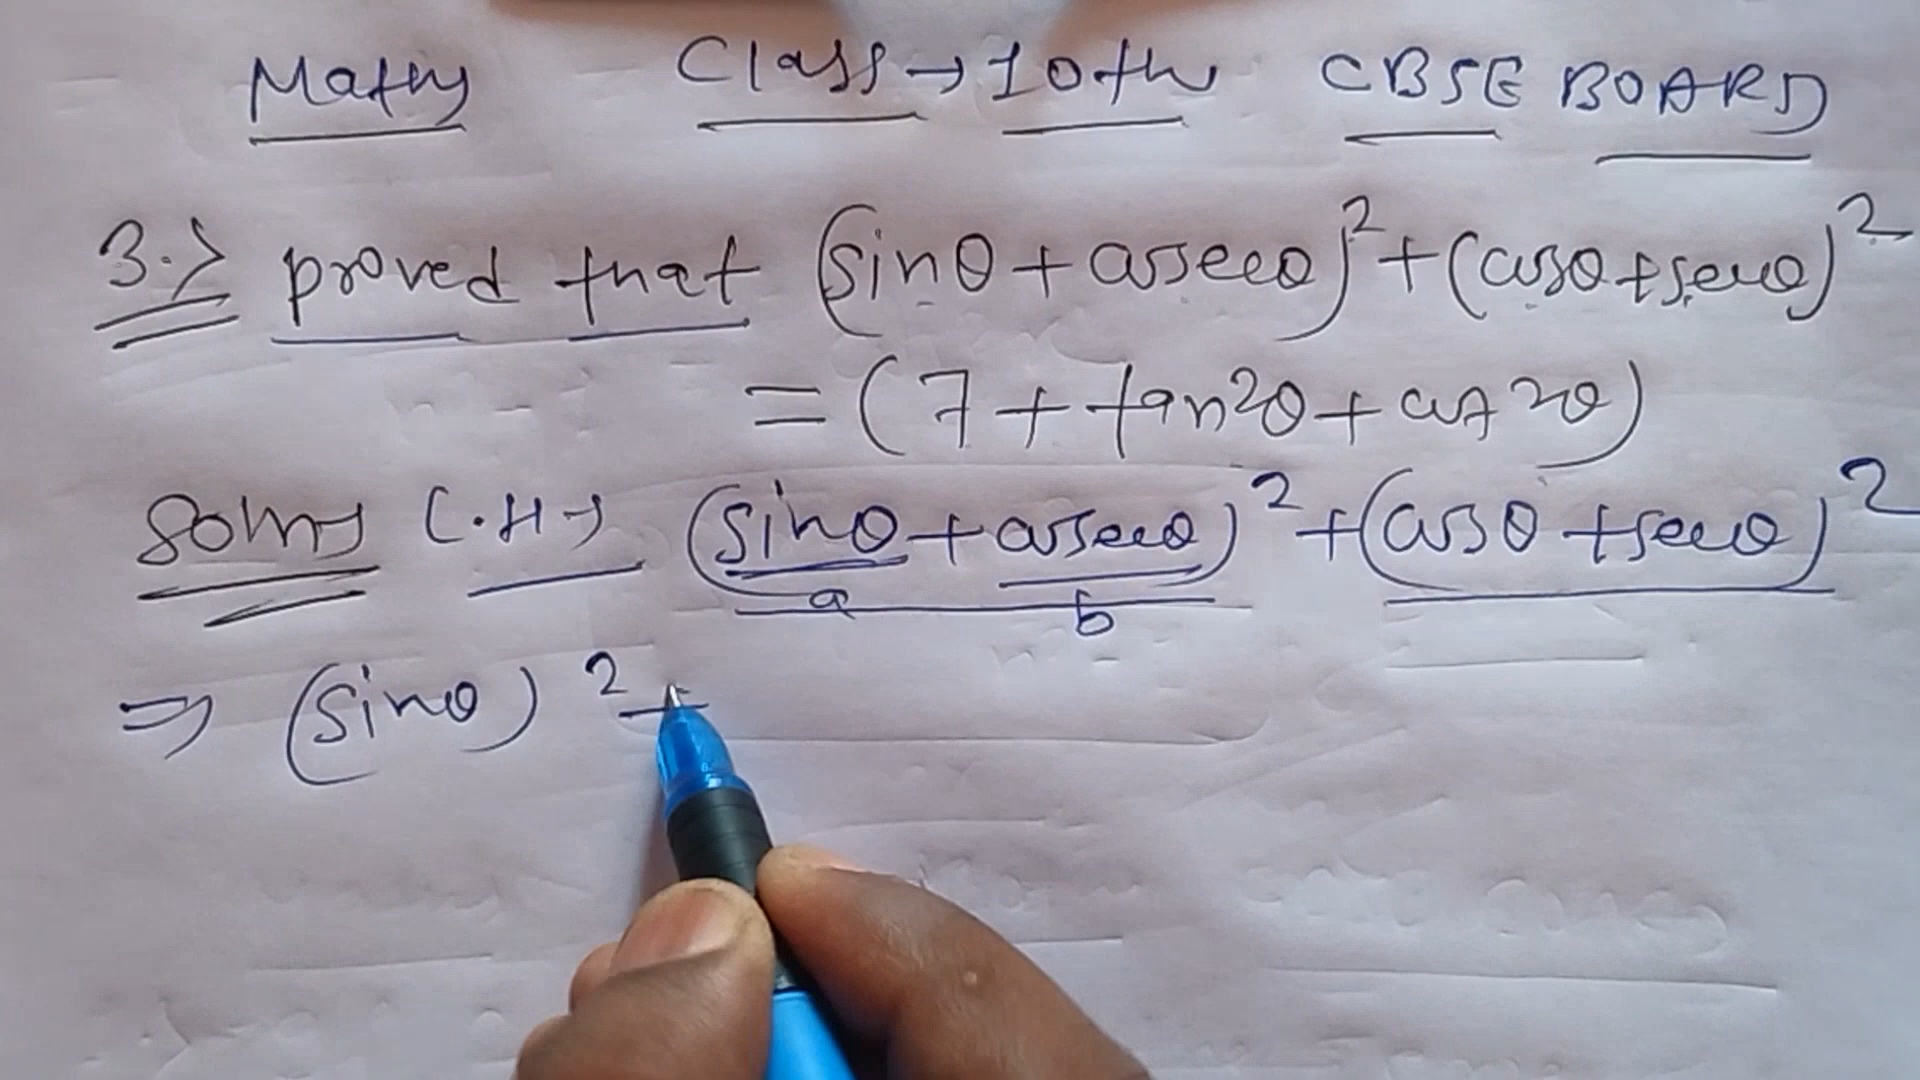 Maths Class → 10th CBSE BOARD
3.> proved that (sinθ + cosecθ)² + (cosθ + secθ)²
= (7 + tan²θ + cot²θ)
Soln L.H.S (sinθ + cosecθ)² + (cosθ + secθ)²
a b
⇒ (sinθ)² +